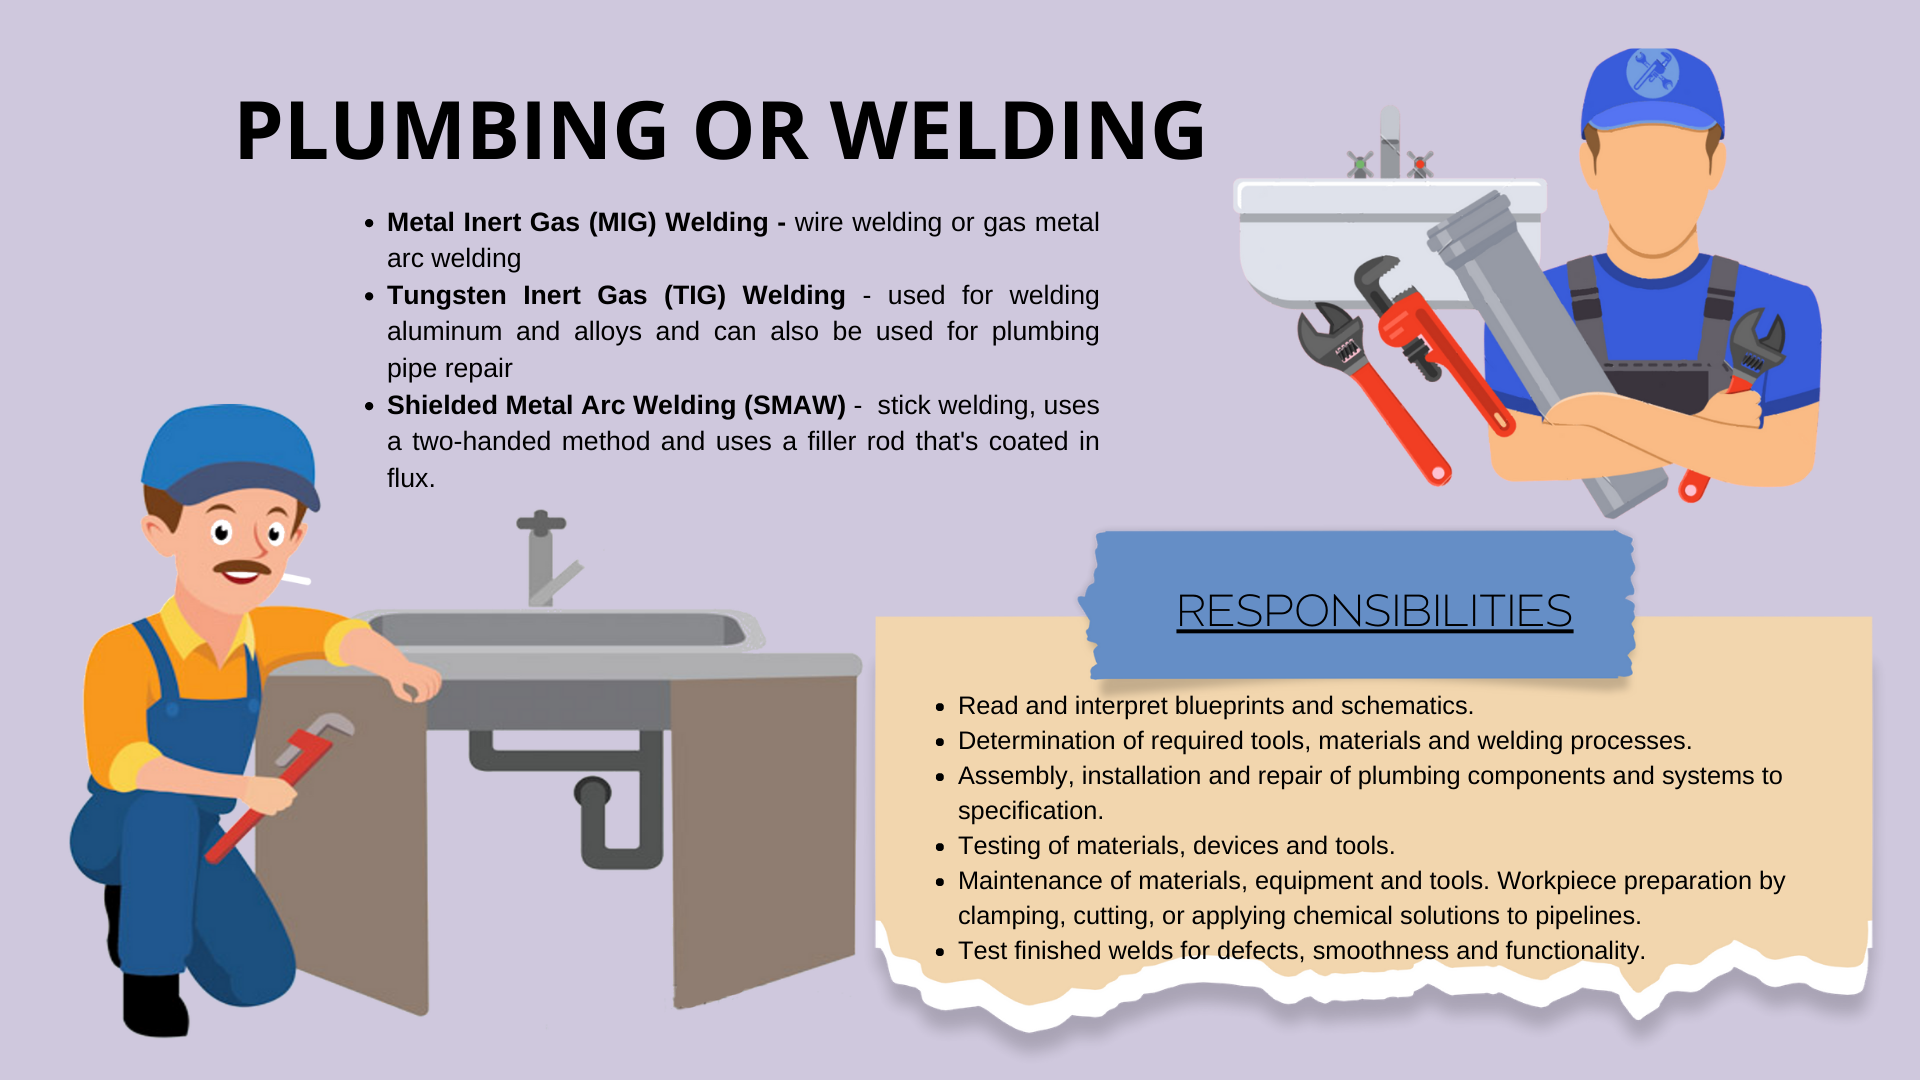 PLUMBING OR WELDING
• Metal Inert Gas (MIG) Welding - wire welding or gas metal
arc welding
• Tungsten Inert Gas (TIG) Welding - used for welding
aluminum and alloys and can also be used for plumbing
pipe repair
• Shielded Metal Arc Welding (SMAW) - stick welding, uses
a two-handed method and uses a filler rod that's coated in
flux.
RESPONSIBILITIES
• Read and interpret blueprints and schematics.
• Determination of required tools, materials and welding processes.
• Assembly, installation and repair of plumbing components and systems to
specification.
• Testing of materials, devices and tools.
• Maintenance of materials, equipment and tools. Workpiece preparation by
clamping, cutting, or applying chemical solutions to pipelines.
• Test finished welds for defects, smoothness and functionality.